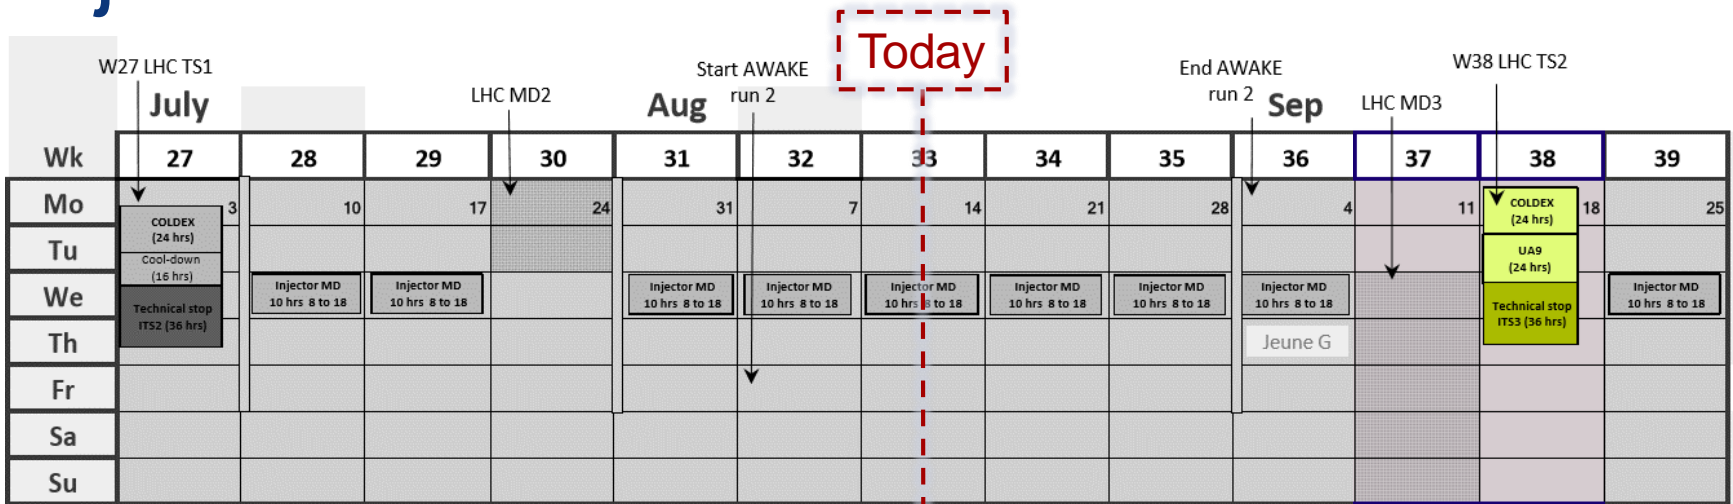 Today
W27 LHC TS1
LHC MD2
Start AWAKE
run 2
End AWAKE
run 2
LHC MD3
W38 LHC TS2
July
Aug
Sep
Wk 27 28 29 30 31 32 33 34 35 36 37 38 39
Mo 3 10 17 24 31 7 14 21 28 4 11 18 25
COLDEX
(24 hrs)
COLDEX
(24 hrs)
Tu
Cool-down
(16 hrs)
UA9
(24 hrs)
We
Technical stop
ITS2 (36 hrs)
Injector MD
10 hrs 8 to 18
Injector MD
10 hrs 8 to 18
Injector MD
10 hrs 8 to 18
Injector MD
10 hrs 8 to 18
Injector MD
10 hrs 8 to 18
Injector MD
10 hrs 8 to 18
Injector MD
10 hrs 8 to 18
Injector MD
10 hrs 8 to 18
Technical stop
ITS3 (36 hrs)
Injector MD
10 hrs 8 to 18
Th
Jeune G
Fr
Sa
Su